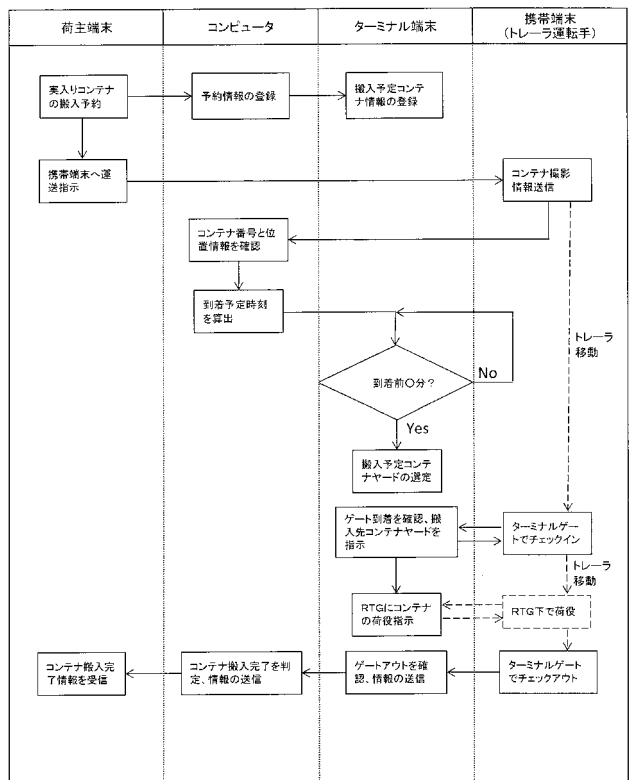 荷主端末
コンピュータ
ターミナル端末
携帯端末
(トレーラ運転手)
実入りコンテナ
の搬入予約
予約情報の登録
搬入予定コンテ
ナ情報の登録
携帯端末へ運
送指示
コンテナ撮影
情報送信
コンテナ番号と位
置情報を確認
到着予定時刻
を算出
トレーラ
移動
到着前〇分?
No
Yes
搬入予定コンテ
ナヤードの選定
ゲート到着を確認、搬
入先コンテナヤードを
指示
ターミナルゲー
トでチェックイン
トレーラ
移動
RTGにコンテナ
の荷役指示
RTG下で荷役
コンテナ搬入完
了情報を受信
コンテナ搬入完了を判
定、情報の送信
ゲートアウトを確
認、情報の送信
ターミナルゲート
でチェックアウト